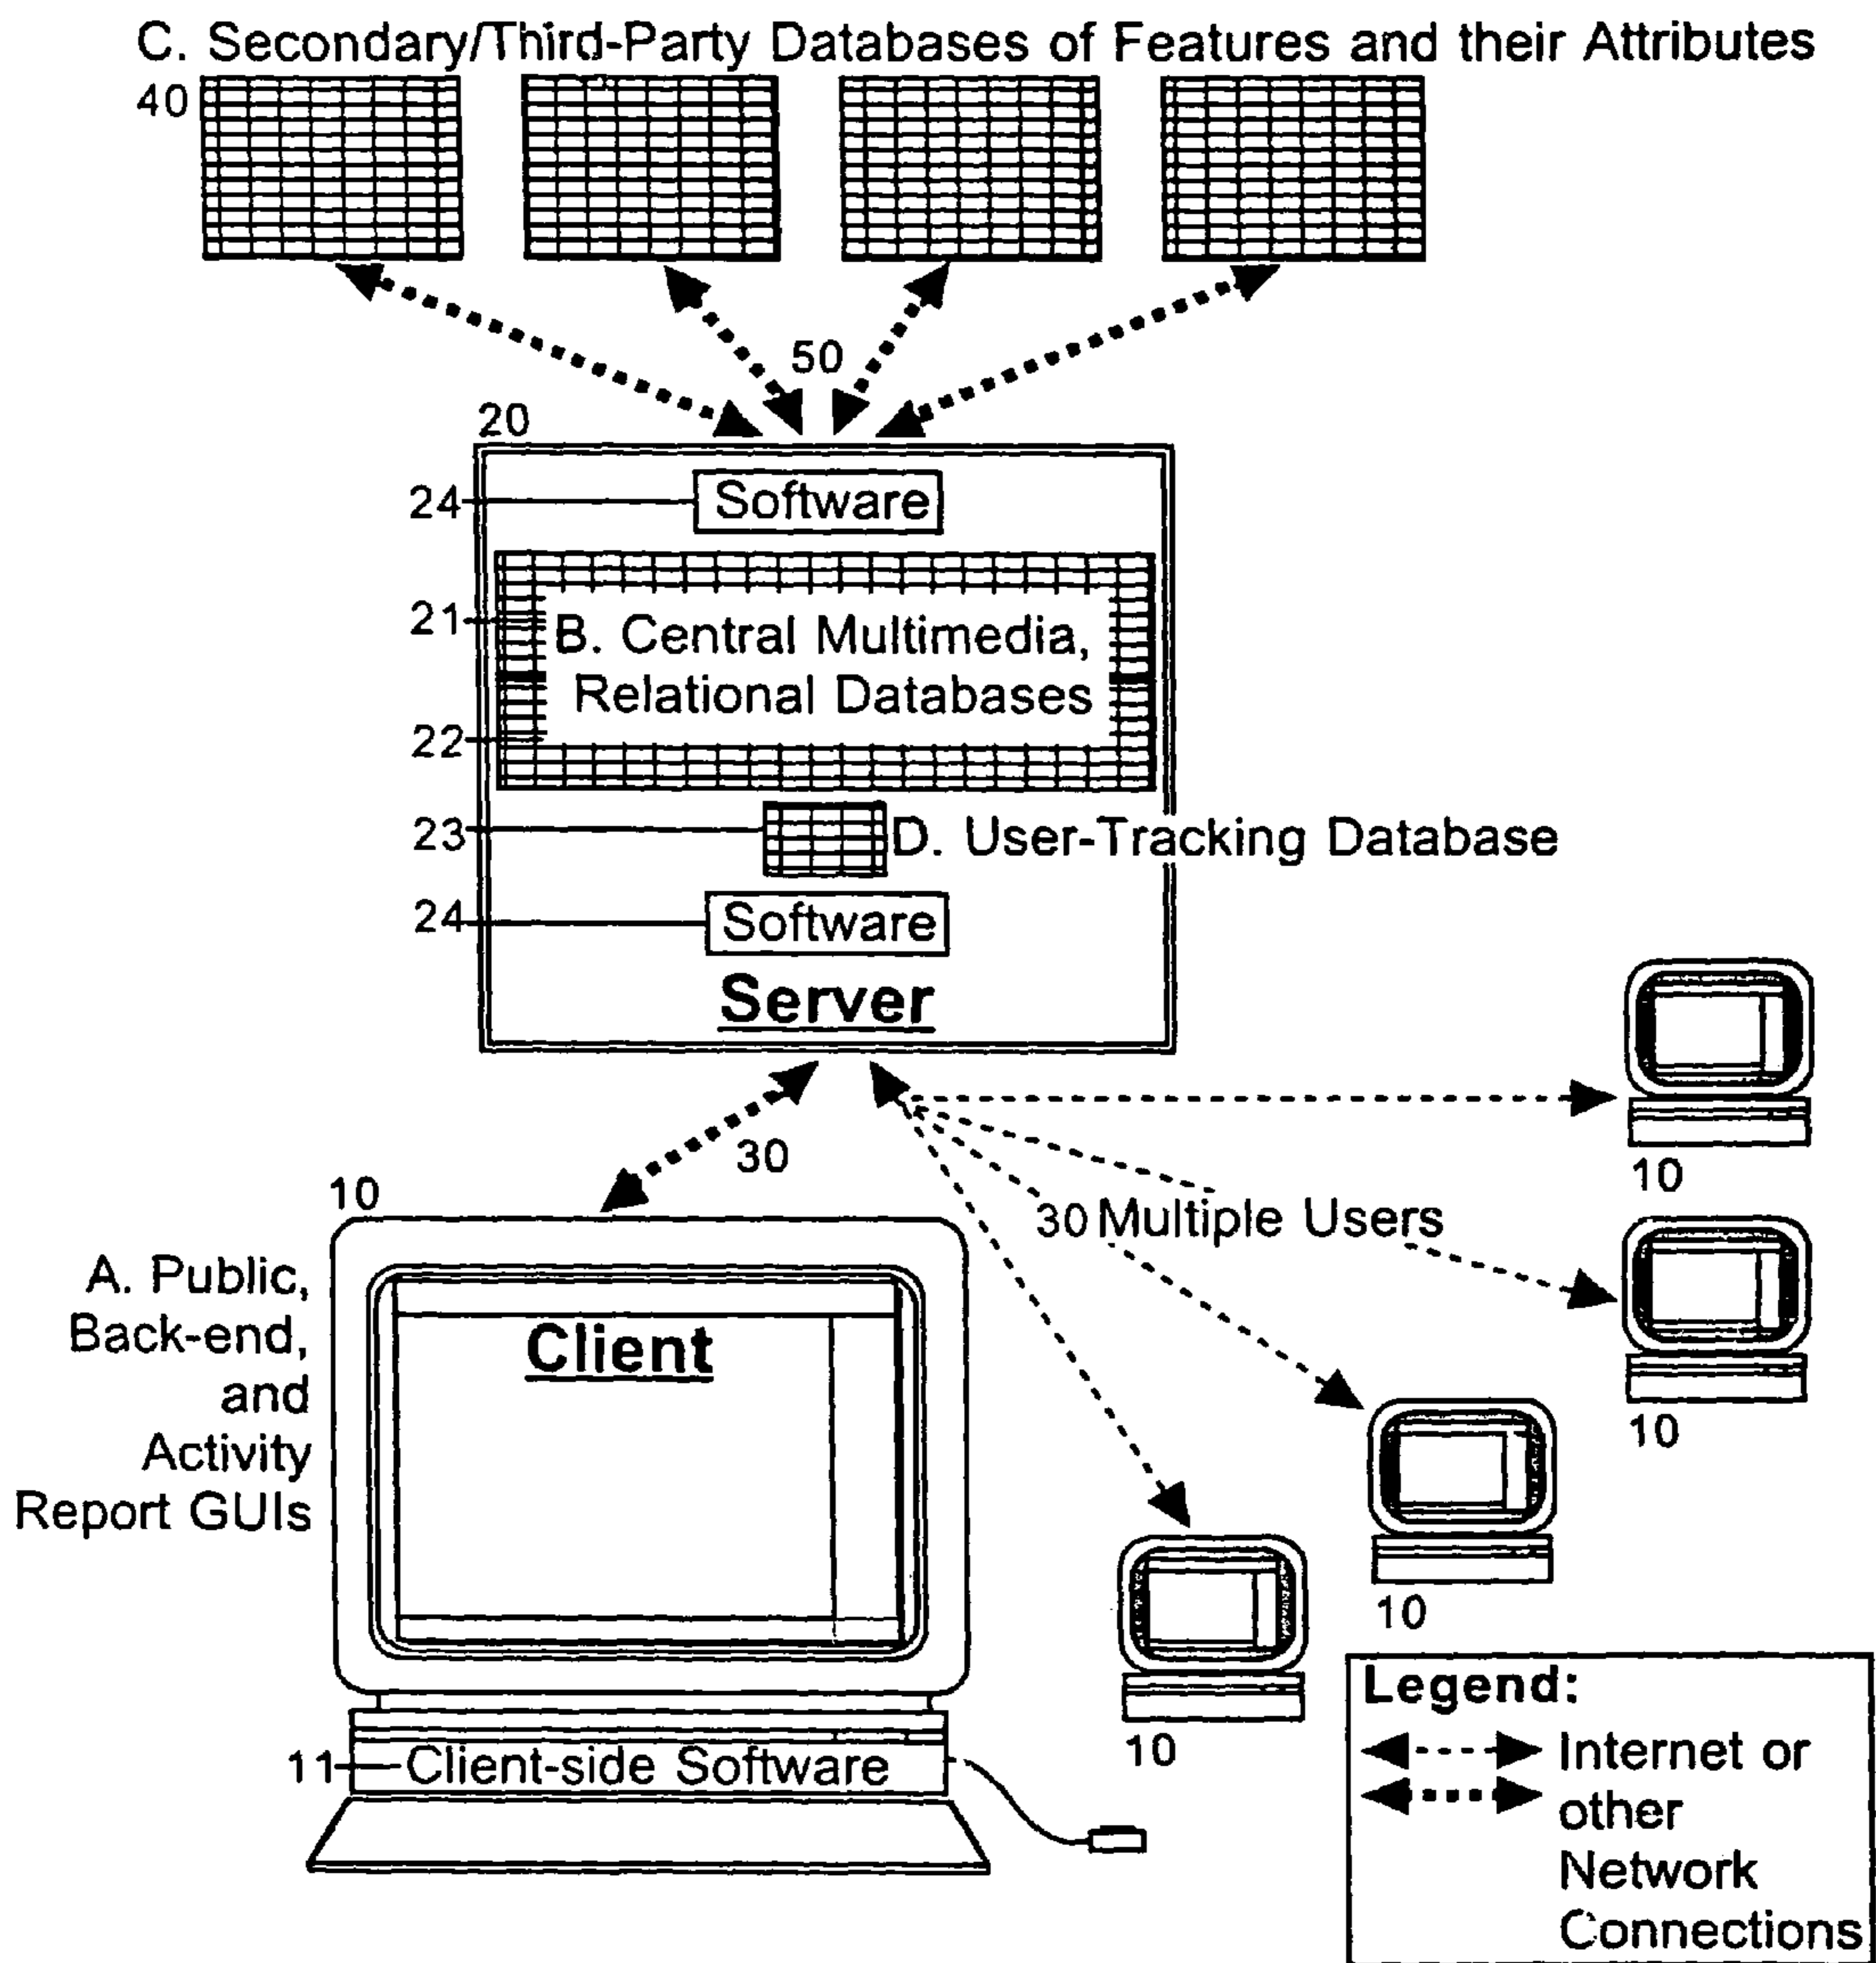 C. Secondary/Third-Party Databases of Features and their Attributes
40
50
20
24
Software
21
B. Central Multimedia,
Relational Databases
22
23
D. User-Tracking Database
24
Software
Server
30
10
10
30 Multiple Users
A. Public,
Back-end,
and
Activity
Report GUIs
Client
10
10
10
11
Client-side Software
Legend:
Internet or
other
Network
Connections